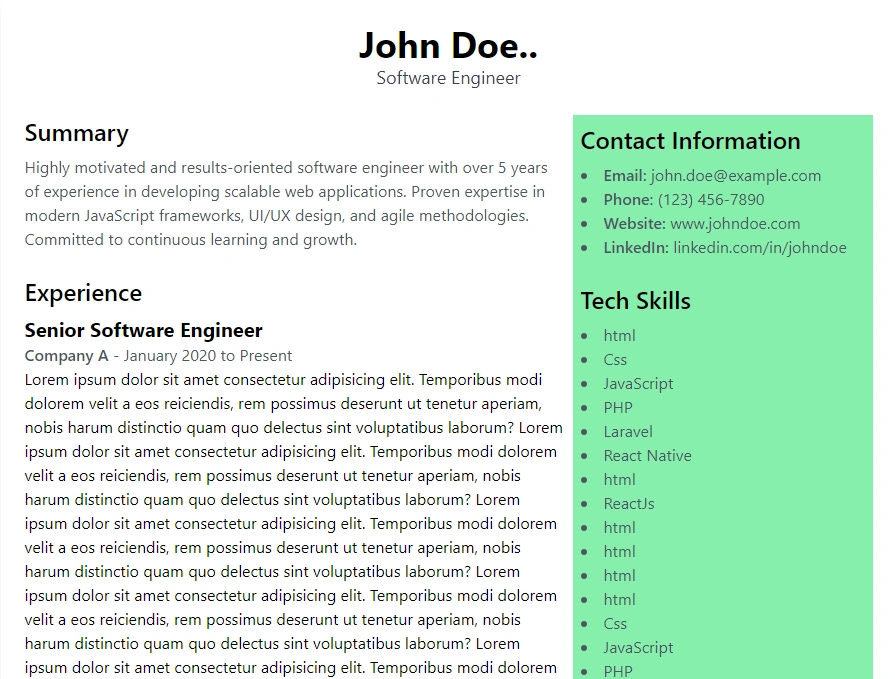 John Doe..
Software Engineer
Summary
Highly motivated and results-oriented software engineer with over 5 years
of experience in developing scalable web applications. Proven expertise in
modern JavaScript frameworks, UI/UX design, and agile methodologies.
Committed to continuous learning and growth.
Experience
Senior Software Engineer
Company A - January 2020 to Present
Lorem ipsum dolor sit amet consectetur adipisicing elit. Temporibus modi
dolorem velit a eos reiciendis, rem possimus deserunt ut tenetur aperiam,
nobis harum distinctio quam quo delectus sint voluptatibus laborum? Lorem
ipsum dolor sit amet consectetur adipisicing elit. Temporibus modi dolorem
velit a eos reiciendis, rem possimus deserunt ut tenetur aperiam, nobis
harum distinctio quam quo delectus sint voluptatibus laborum? Lorem
ipsum dolor sit amet consectetur adipisicing elit. Temporibus modi dolorem
velit a eos reiciendis, rem possimus deserunt ut tenetur aperiam, nobis
harum distinctio quam quo delectus sint voluptatibus laborum? Lorem
ipsum dolor sit amet consectetur adipisicing elit. Temporibus modi dolorem
velit a eos reiciendis, rem possimus deserunt ut tenetur aperiam, nobis
harum distinctio quam quo delectus sint voluptatibus laborum? Lorem
ipsum dolor sit amet consectetur adipisicing elit. Temporibus modi dolorem
Contact Information
• Email: john.doe@example.com
• Phone: (123) 456-7890
• Website: www.johndoe.com
• LinkedIn: linkedin.com/in/johndoe
Tech Skills
• html
• Css
• JavaScript
• PHP
• Laravel
• React Native
• html
• ReactJs
• html
• html
• html
• html
• Css
• JavaScript
• PHP